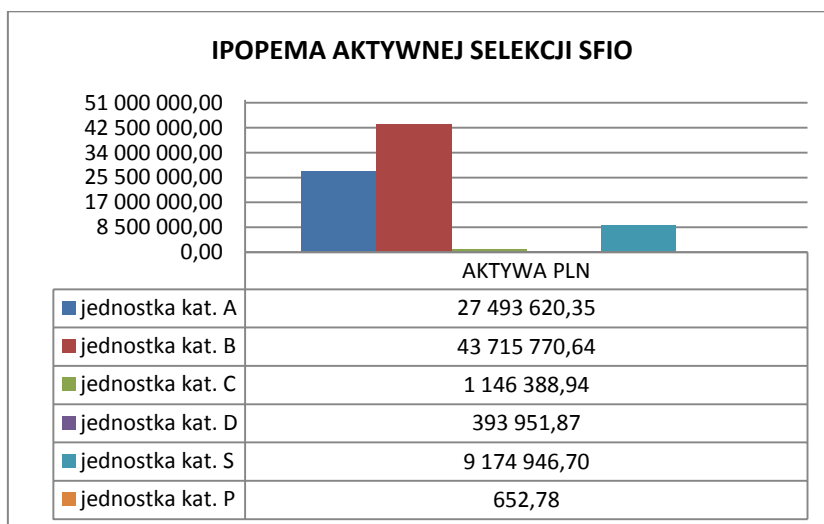 IPOPEMA AKTYWNEJ SELEKCJI SFIO
51 000 000,00
42 500 000,00
34 000 000,00
25 500 000,00
17 000 000,00
8 500 000,00
0,00
AKTYWA PLN
jednostka kat. A 27 493 620,35
jednostka kat. B 43 715 770,64
jednostka kat. C 1 146 388,94
jednostka kat. D 393 951,87
jednostka kat. S 9 174 946,70
jednostka kat. P 652,78